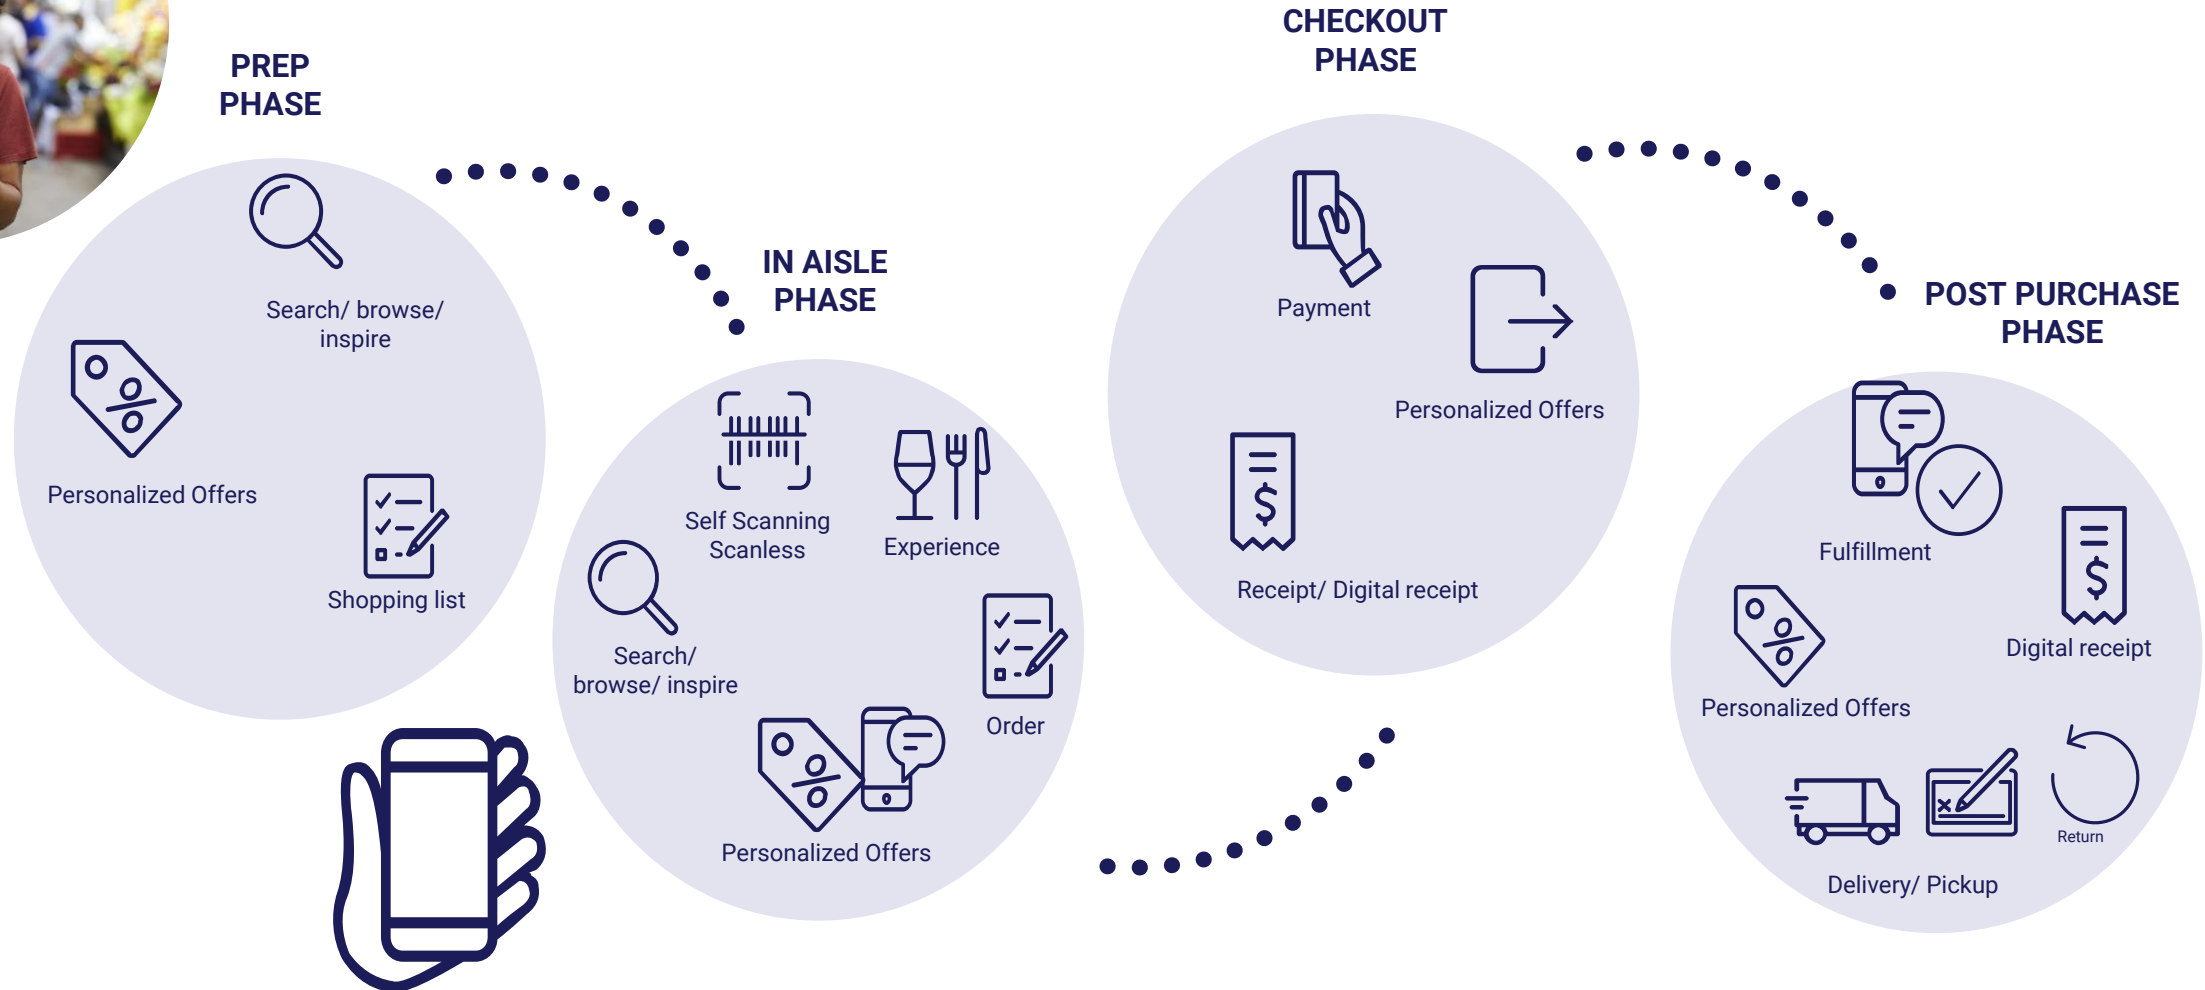 PREP
PHASE
Search/ browse/
inspire
Personalized Offers
Shopping list
IN AISLE
PHASE
Self Scanning
Scanless
Experience
Search/
browse/ inspire
Order
Personalized Offers
CHECKOUT
PHASE
Payment
Personalized Offers
Receipt/ Digital receipt
POST PURCHASE
PHASE
Fulfillment
Digital receipt
Personalized Offers
Return
Delivery/ Pickup